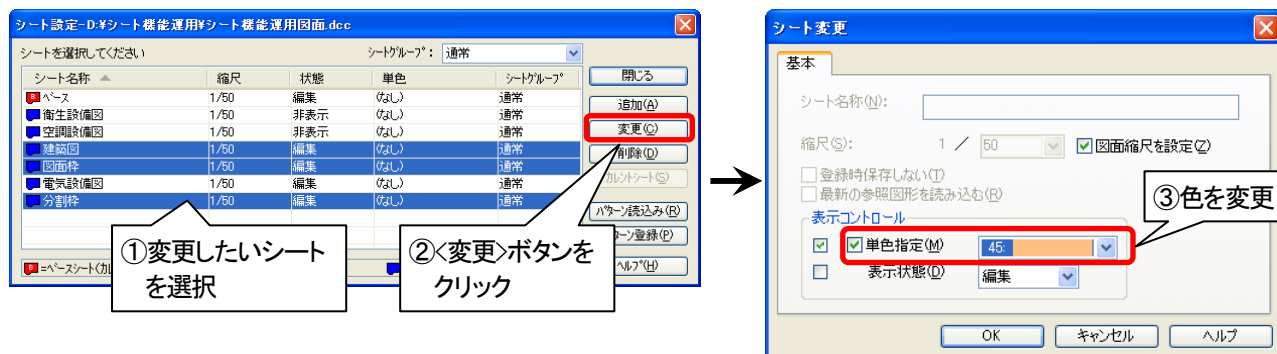 シート設定-D:¥シート機能運用¥シート機能運用図面.dcc
シートを選択してください
シートグループ: 通常
シート名称 縮尺 状態 単色 シートグループ
ベース 1/50 編集 (なし) 通常
衛生設備図 1/50 非表示 (なし) 通常
空調設備図 1/50 非表示 (なし) 通常
建築図 1/50 編集 (なし) 通常
図面枠 1/50 編集 (なし) 通常
電気設備図 1/50 編集 (なし) 通常
分割枠 1/50 編集 (なし) 通常
閉じる
追加(A)
変更(C)
削除(D)
カレントシート(S)
パターン読込み(R)
ターン登録(P)
ヘルプ(H)
=ベースシート(カレ
①変更したいシート
を選択
②<変更>ボタンを
クリック
シート変更
基本
シート名称(N):
縮尺(S): 1 / 50 図面縮尺を設定(Z)
登録時保存しない(T)
最新の参照図形を読み込む(R)
表示コントロール
単色指定(M) 45:
表示状態(D) 編集
③色を変更
OK キャンセル ヘルプ